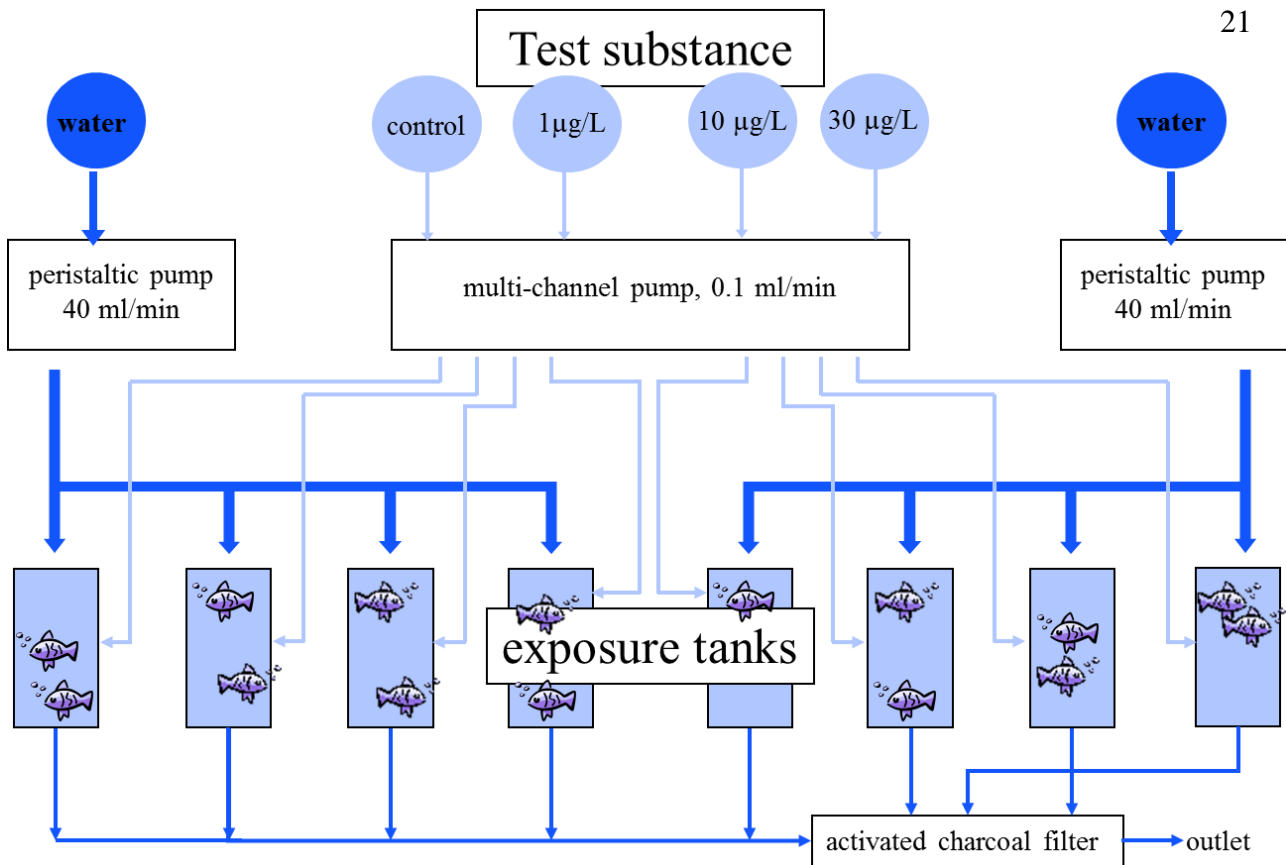 21
Test substance
water
control
1µg/L
10 µg/L
30 µg/L
water
peristaltic pump
40 ml/min
multi-channel pump, 0.1 ml/min
peristaltic pump
40 ml/min
exposure tanks
activated charcoal filter
outlet